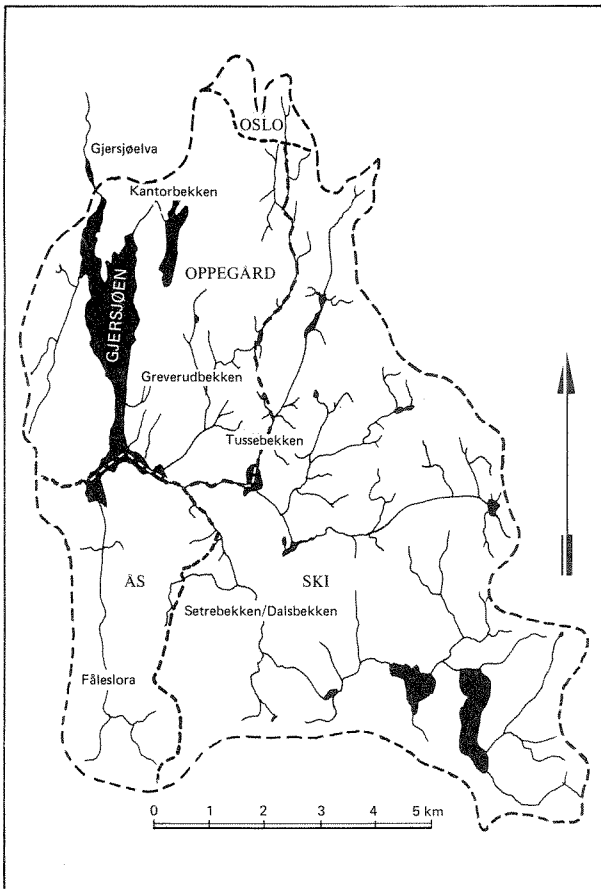 OSLO
Gjersjøelva
Kantorbekken
OPPEGÅRD
GJERSJØEN
Greverudbekken
Tussebekken
ÅS
SKI
Setrebekken/Dalsbekken
Fåleslora
0 1 2 3 4 5 km